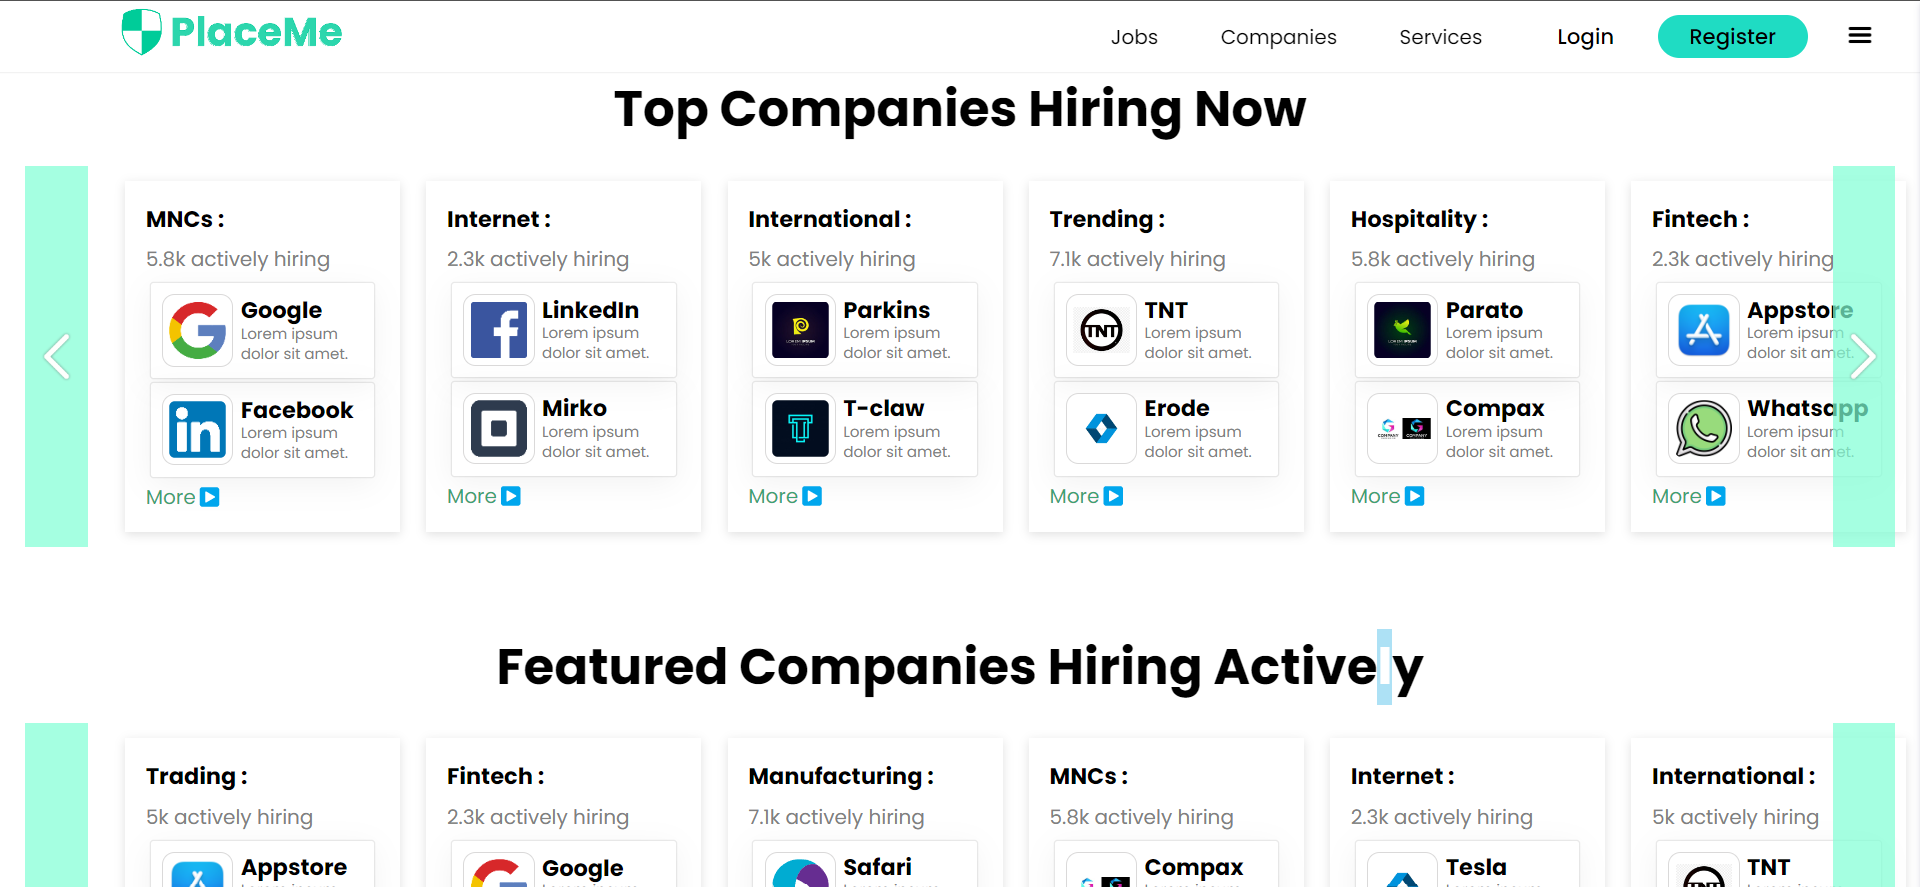 PlaceMe
Jobs
Companies
Services
Login
Register
Top Companies Hiring Now
MNCs :
5.8k actively hiring
Google
Lorem ipsum
dolor sit amet.
Facebook
Lorem ipsum
dolor sit amet.
More
Internet :
2.3k actively hiring
LinkedIn
Lorem ipsum
dolor sit amet.
Mirko
Lorem ipsum
dolor sit amet.
More
International :
5k actively hiring
LOREM IPSUM
Parkins
Lorem ipsum
dolor sit amet.
T-claw
Lorem ipsum
dolor sit amet.
More
Trending :
7.1k actively hiring
TNT
TNT
Lorem ipsum
dolor sit amet.
Erode
Lorem ipsum
dolor sit amet.
More
Hospitality :
5.8k actively hiring
LOREM IPSUM
Parato
Lorem ipsum
dolor sit amet.
COMPANY
COMPANY
Compax
Lorem ipsum
dolor sit amet.
More
Fintech :
2.3k actively hiring
Appstore
Lorem ipsum
dolor sit amet.
Whatsapp
Lorem ipsum
dolor sit amet.
More
Featured Companies Hiring Actively
Trading :
5k actively hiring
Appstore
Fintech :
2.3k actively hiring
Google
Manufacturing :
7.1k actively hiring
Safari
MNCs :
5.8k actively hiring
Compax
Internet :
2.3k actively hiring
Tesla
International :
5k actively hiring
TNT
TNT